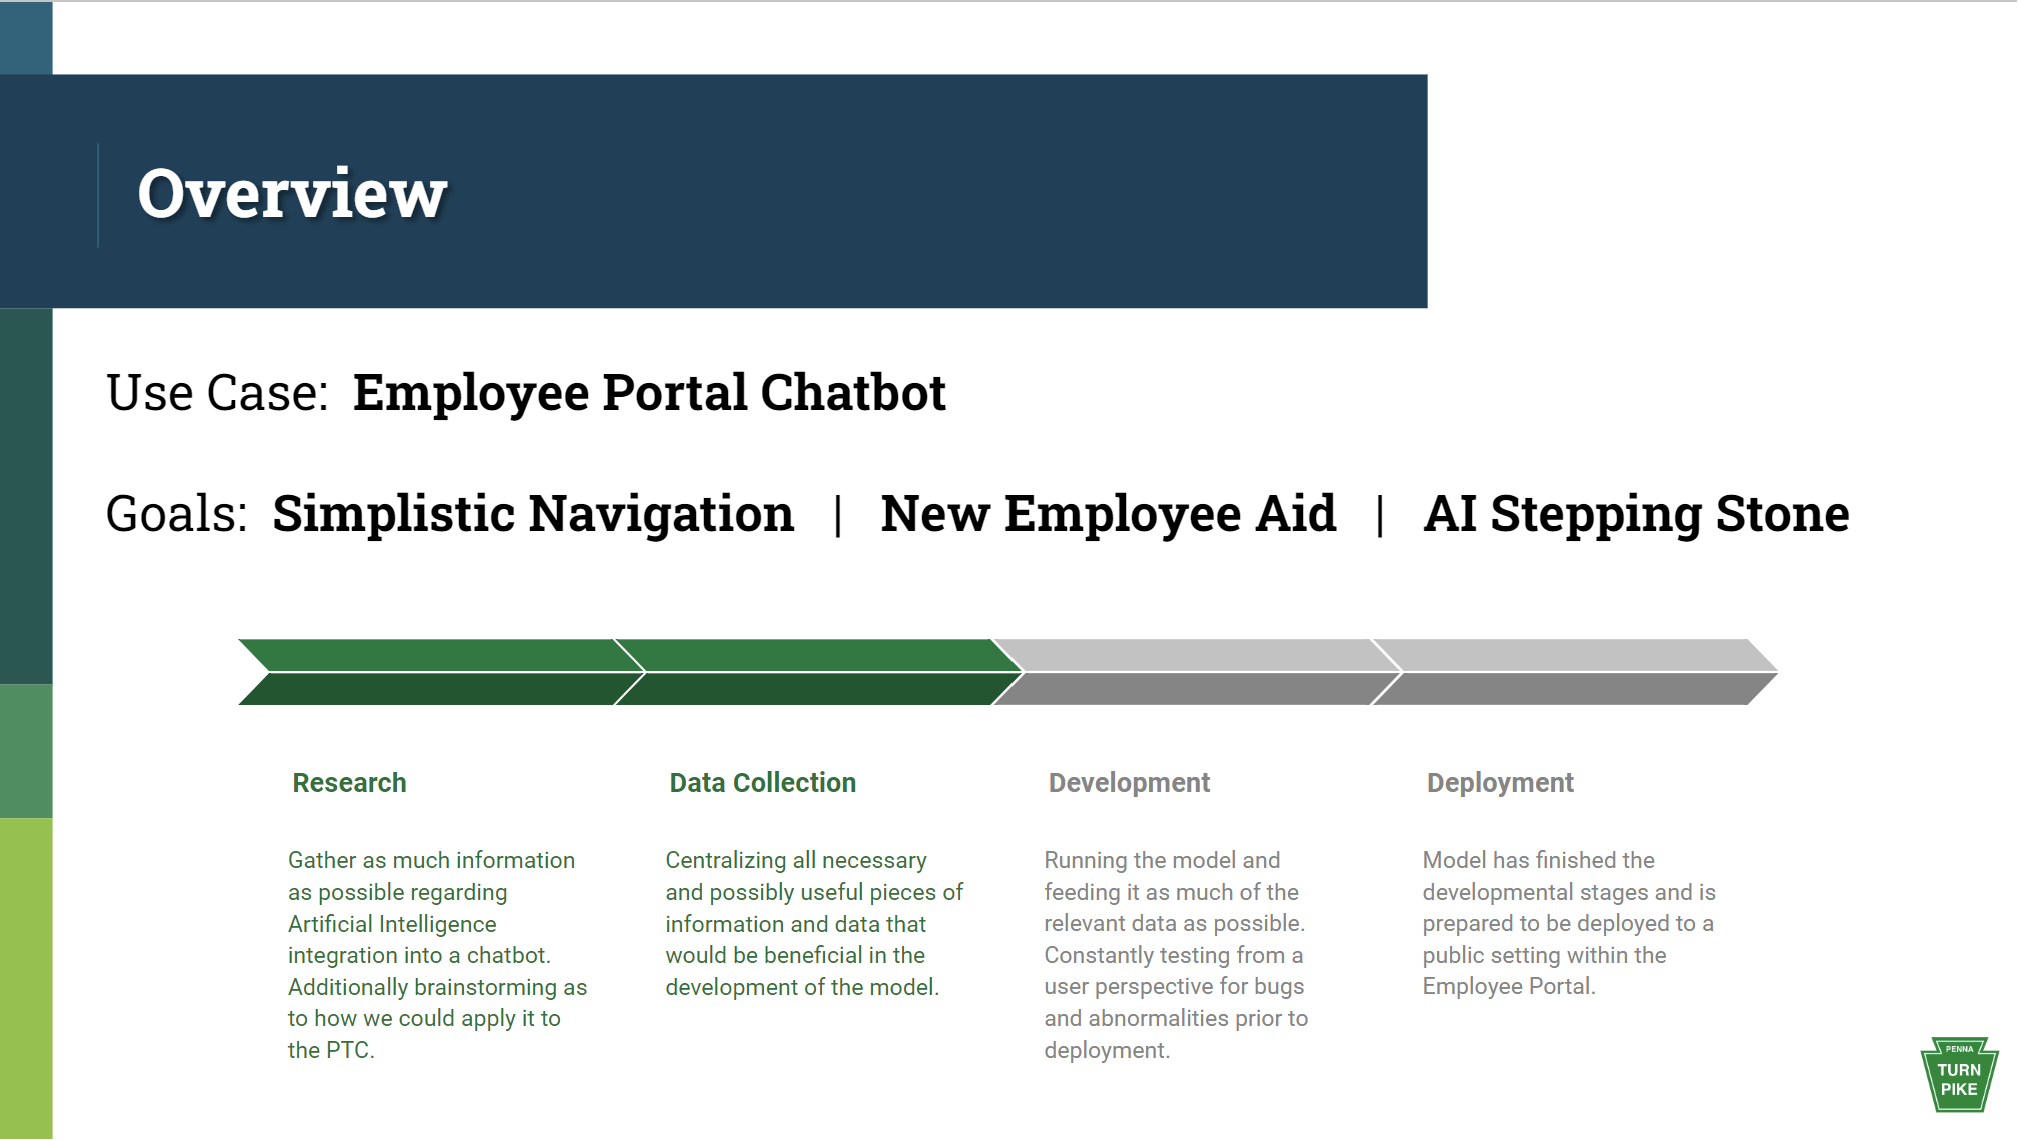 Overview
Use Case: Employee Portal Chatbot
Goals: Simplistic Navigation | New Employee Aid | AI Stepping Stone
Research
Gather as much information
as possible regarding
Artificial Intelligence
integration into a chatbot.
Additionally brainstorming as
to how we could apply it to
the PTC.
Data Collection
Centralizing all necessary
and possibly useful pieces of
information and data that
would be beneficial in the
development of the model.
Development
Running the model and
feeding it as much of the
relevant data as possible.
Constantly testing from a
user perspective for bugs
and abnormalities prior to
deployment.
Deployment
Model has finished the
developmental stages and is
prepared to be deployed to a
public setting within the
Employee Portal.
PENNA
TURN
PIKE